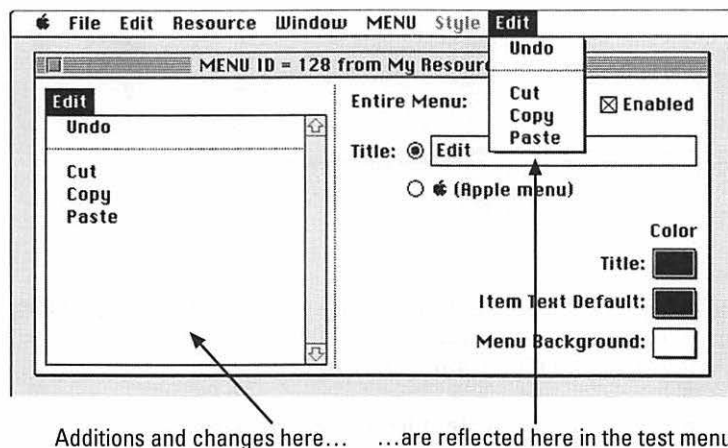 File Edit Resource Window MENU Style Edit
MENU ID = 128 from My Resour
Undo
Cut
Copy
Paste
Edit
Undo
Cut
Copy
Paste
Entire Menu:
Enabled
Title:
Edit
(Apple menu)
Color
Title:
Item Text Default:
Menu Background:
Additions and changes here...
...are reflected here in the test menu